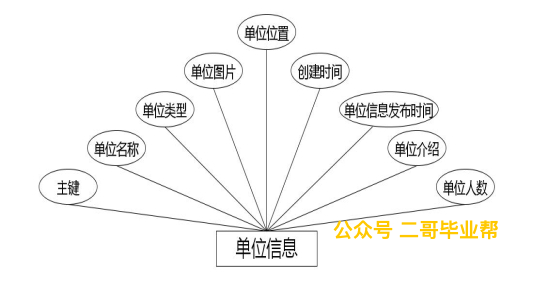 单位位置
单位图片
创建时间
单位类型
单位信息发布时间
单位名称
单位介绍
主键
单位人数
公众号 二哥毕业帮
单位信息